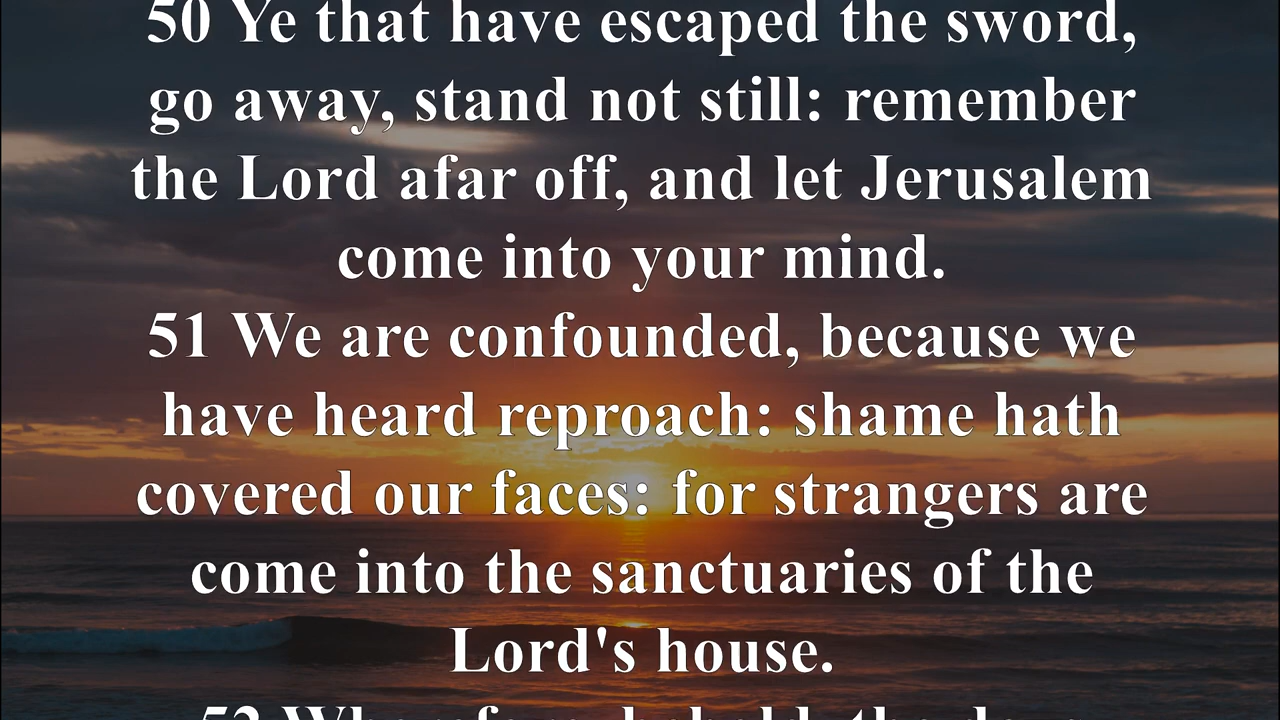 50 Ye that have escaped the sword,
go away, stand not still: remember
the Lord afar off, and let Jerusalem
come into your mind.
51 We are confounded, because we
have heard reproach: shame hath
covered our faces: for strangers are
come into the sanctuaries of the
Lord's house.